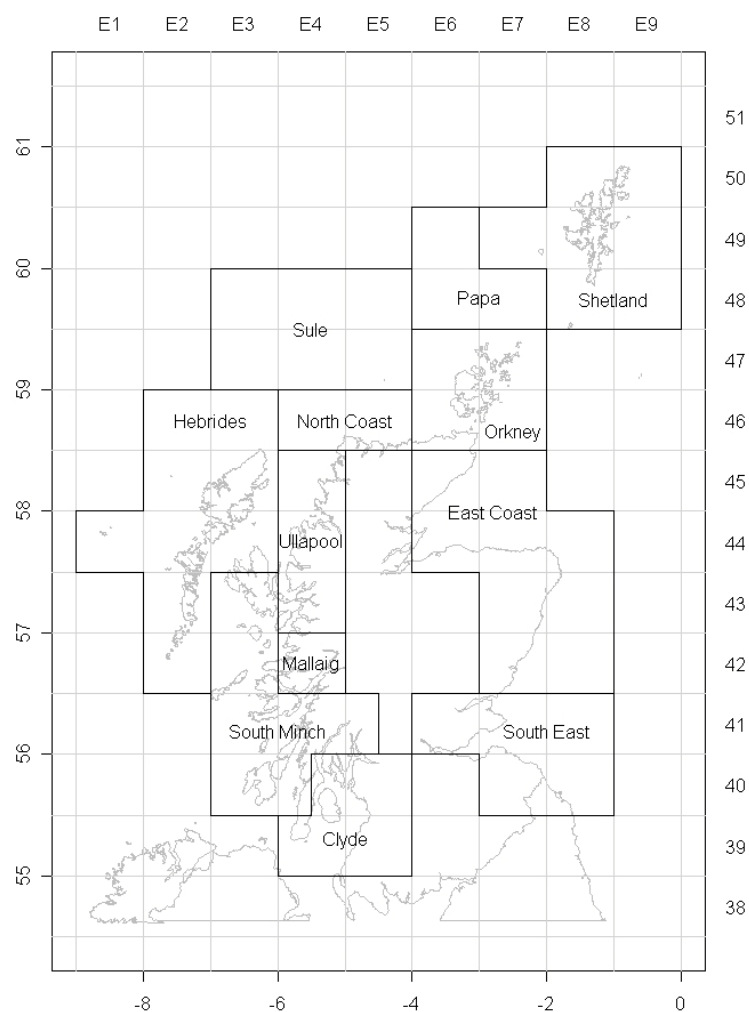 E1 E2 E3 E4 E5 E6 E7 E8 E9
51
61
50
49
60
Papa
Shetland
48
Sule
47
59
Hebrides
North Coast
46
Orkney
45
58
East Coast
Ullapool
44
43
57
Mallaig
42
South Minch
South East
41
56
40
Clyde
39
55
38
-8 -6 -4 -2 0